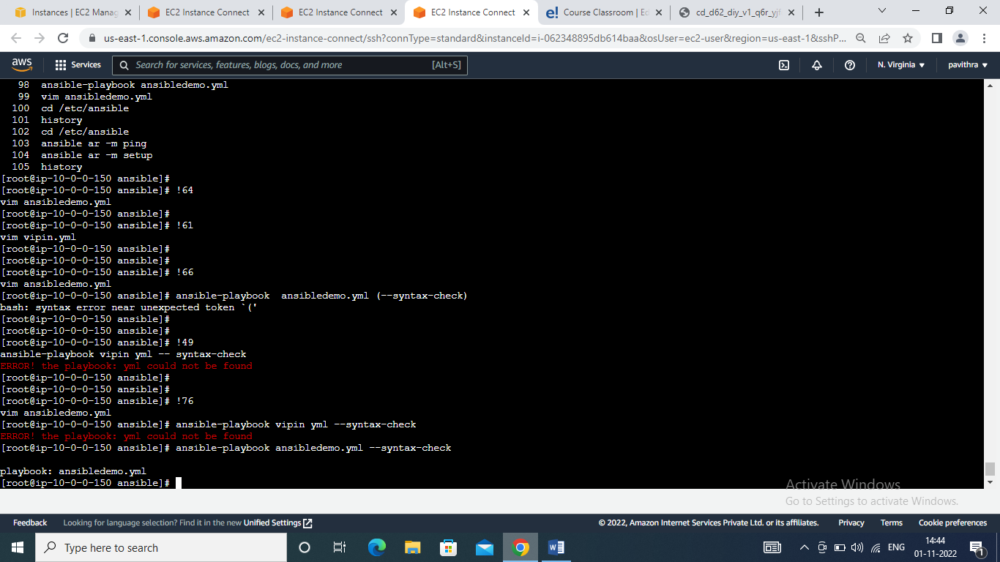 Instances | EC2 Manag
EC2 Instance Connect
EC2 Instance Connect
EC2 Instance Connect
e! Course Classroom | Ed
cd_d62_diy_v1_q6r_yjf
us-east-1.console.aws.amazon.com/ec2-instance-connect/ssh?connType=standard&instanceId=i-062348895db614baa&osUser=ec2-user&region=us-east-1&sshP...
aws Services Search for services, features, blogs, docs, and more [Alt+S] N. Virginia pavithra
98 ansible-playbook ansibledemo.yml
99 vim ansibledemo.yml
100 cd /etc/ansible
101 history
102 cd /etc/ansible
103 ansible ar -m ping
104 ansible ar -m setup
105 history
[root@ip-10-0-0-150 ansible]#
[root@ip-10-0-0-150 ansible]# !64
vim ansibledemo.yml
[root@ip-10-0-0-150 ansible]#
[root@ip-10-0-0-150 ansible]# !61
vim vipin.yml
[root@ip-10-0-0-150 ansible]#
[root@ip-10-0-0-150 ansible]#
[root@ip-10-0-0-150 ansible]# !66
vim ansibledemo.yml
[root@ip-10-0-0-150 ansible]# ansible-playbook  ansibledemo.yml (--syntax-check)
bash: syntax error near unexpected token `('
[root@ip-10-0-0-150 ansible]#
[root@ip-10-0-0-150 ansible]#
[root@ip-10-0-0-150 ansible]# !49
ansible-playbook vipin yml -- syntax-check
ERROR! the playbook: yml could not be found
[root@ip-10-0-0-150 ansible]#
[root@ip-10-0-0-150 ansible]#
[root@ip-10-0-0-150 ansible]# !76
vim ansibledemo.yml
[root@ip-10-0-0-150 ansible]# ansible-playbook vipin yml --syntax-check
ERROR! the playbook: yml could not be found
[root@ip-10-0-0-150 ansible]# ansible-playbook ansibledemo.yml --syntax-check
playbook: ansibledemo.yml
[root@ip-10-0-0-150 ansible]#
Activate Windows
Go to Settings to activate Windows.
Feedback Looking for language selection? Find it in the new Unified Settings © 2022, Amazon Internet Services Private Ltd. or its affiliates. Privacy Terms Cookie preferences
Type here to search
ENG
14:44
01-11-2022
1